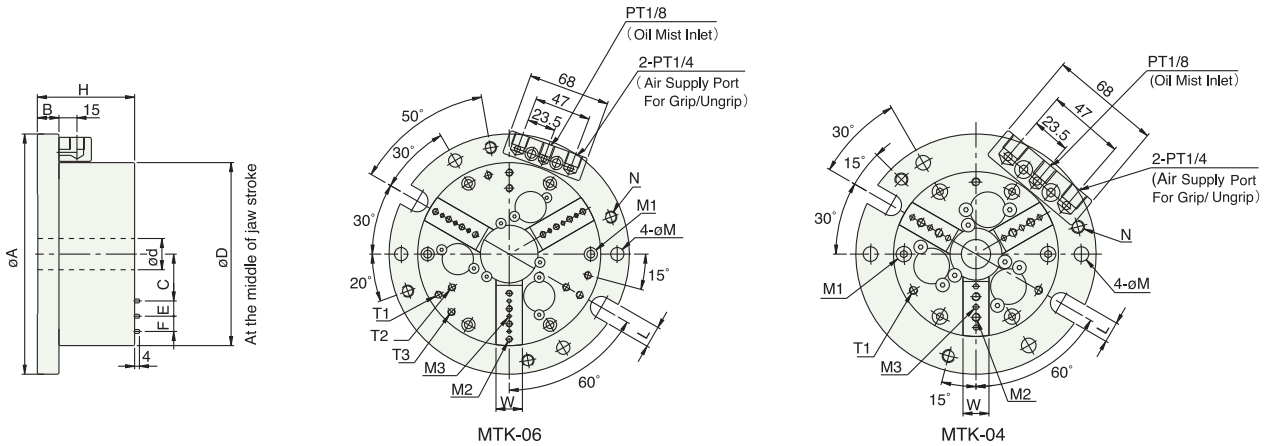 H
B
15
øA
ød
C
E
F
øD
4
At the middle of jaw stroke
PT1/8
(Oil Mist Inlet)
2-PT1/4
(Air Supply Port
For Grip/Ungrip)
68
47
23.5
50°
30°
30°
20°
N
M1
4-øM
15°
T1
T2
T3
M3
M2
W
L
60°
MTK-06
PT1/8
(Oil Mist Inlet)
68
47
23.5
2-PT1/4
(Air Supply Port
For Grip/ Ungrip)
30°
15°
30°
N
4-øM
M1
T1
M3
M2
L
60°
15°
W
MTK-04